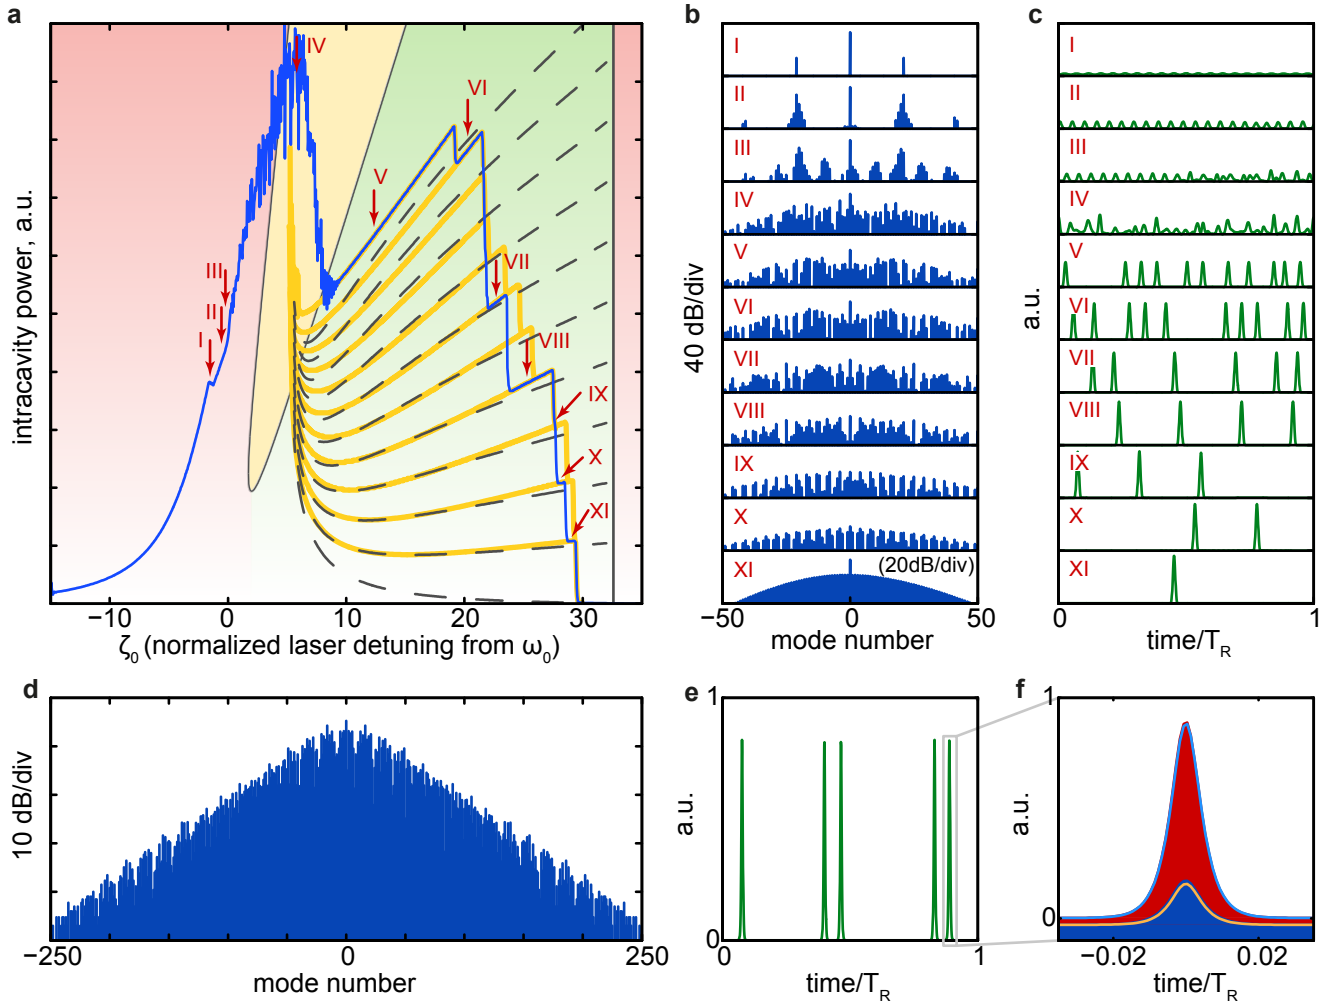 a
intracavity power, a.u.
I
II
III
IV
V
VI
VII
VIII
IX
X
XI
−10
0
10
20
30
ζ₀ (normalized laser detuning from ω₀)
b
40 dB/div
I
II
III
IV
V
VI
VII
VIII
IX
X
XI
(20dB/div)
−50
0
50
mode number
c
a.u.
I
II
III
IV
V
VI
VII
VIII
IX
X
XI
0
1
time/T_R
d
10 dB/div
−250
0
250
mode number
e
a.u.
1
0
0
1
time/T_R
f
a.u.
1
0
−0.02
0.02
time/T_R